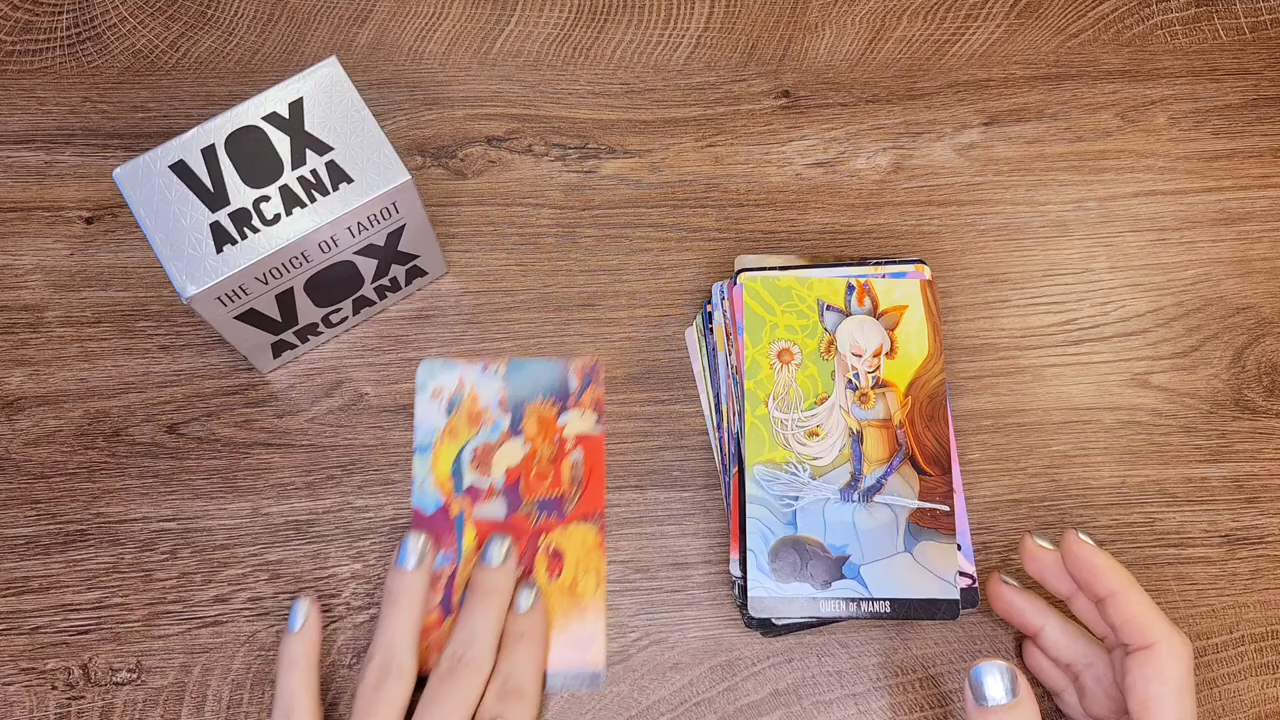 VOX
ARCANA
THE VOICE OF TAROT
VOX
ARCANA
QUEEN OF WANDS